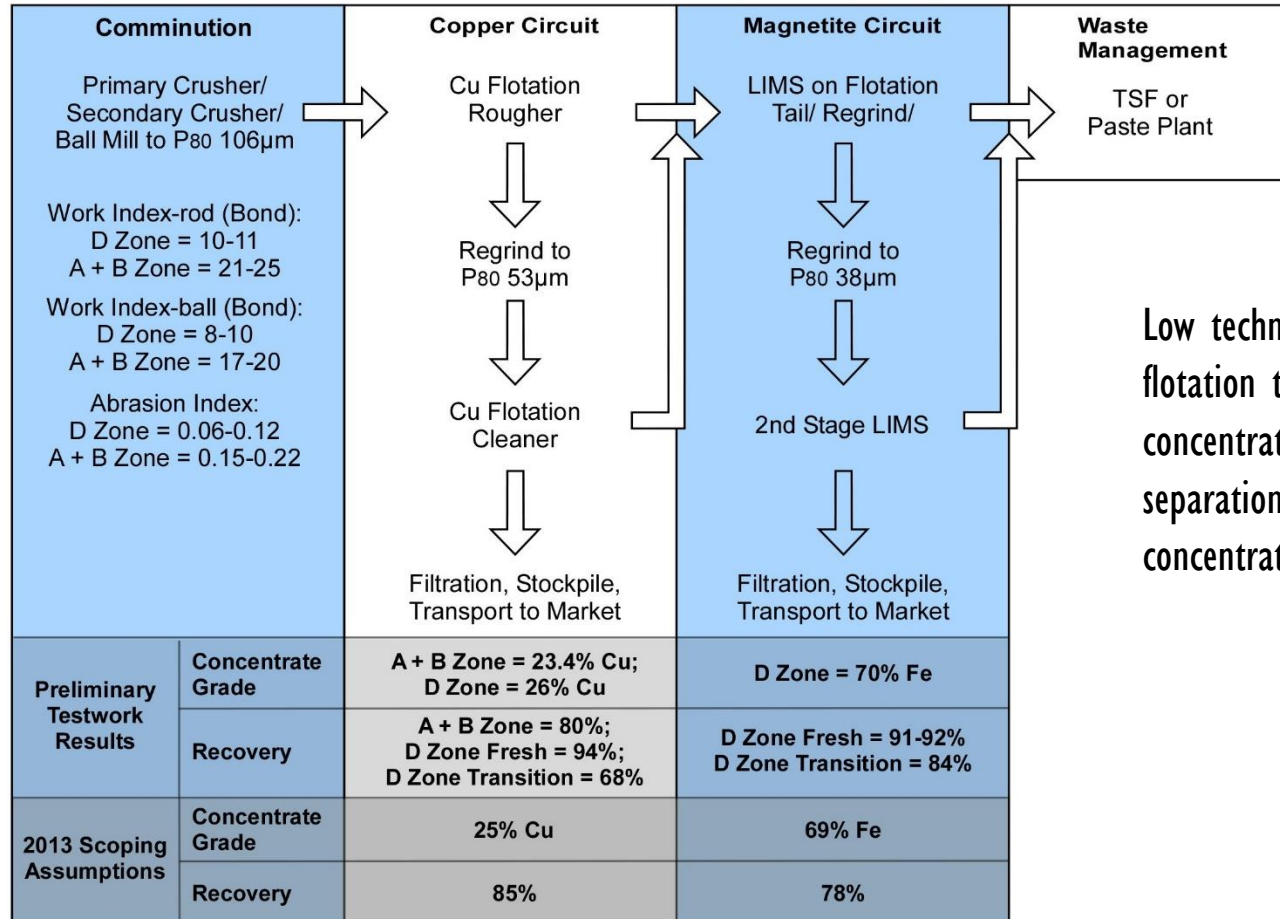 Comminution
Primary Crusher/
Secondary Crusher/
Ball Mill to P80 106µm
Work Index-rod (Bond):
D Zone = 10-11
A + B Zone = 21-25
Work Index-ball (Bond):
D Zone = 8-10
A + B Zone = 17-20
Abrasion Index:
D Zone = 0.06-0.12
A + B Zone = 0.15-0.22
Copper Circuit
Cu Flotation
Rougher
Regrind to
P80 53µm
Cu Flotation
Cleaner
Filtration, Stockpile,
Transport to Market
Magnetite Circuit
LIMS on Flotation
Tail/ Regrind/
Regrind to
P80 38µm
2nd Stage LIMS
Filtration, Stockpile,
Transport to Market
Waste
Management
TSF or
Paste Plant
Preliminary
Testwork
Results
Concentrate
Grade
A + B Zone = 23.4% Cu;
D Zone = 26% Cu
D Zone = 70% Fe
Recovery
A + B Zone = 80%;
D Zone Fresh = 94%;
D Zone Transition = 68%
D Zone Fresh = 91-92%
D Zone Transition = 84%
2013 Scoping
Assumptions
Concentrate
Grade
25% Cu
69% Fe
Recovery
85%
78%
Low
flotation